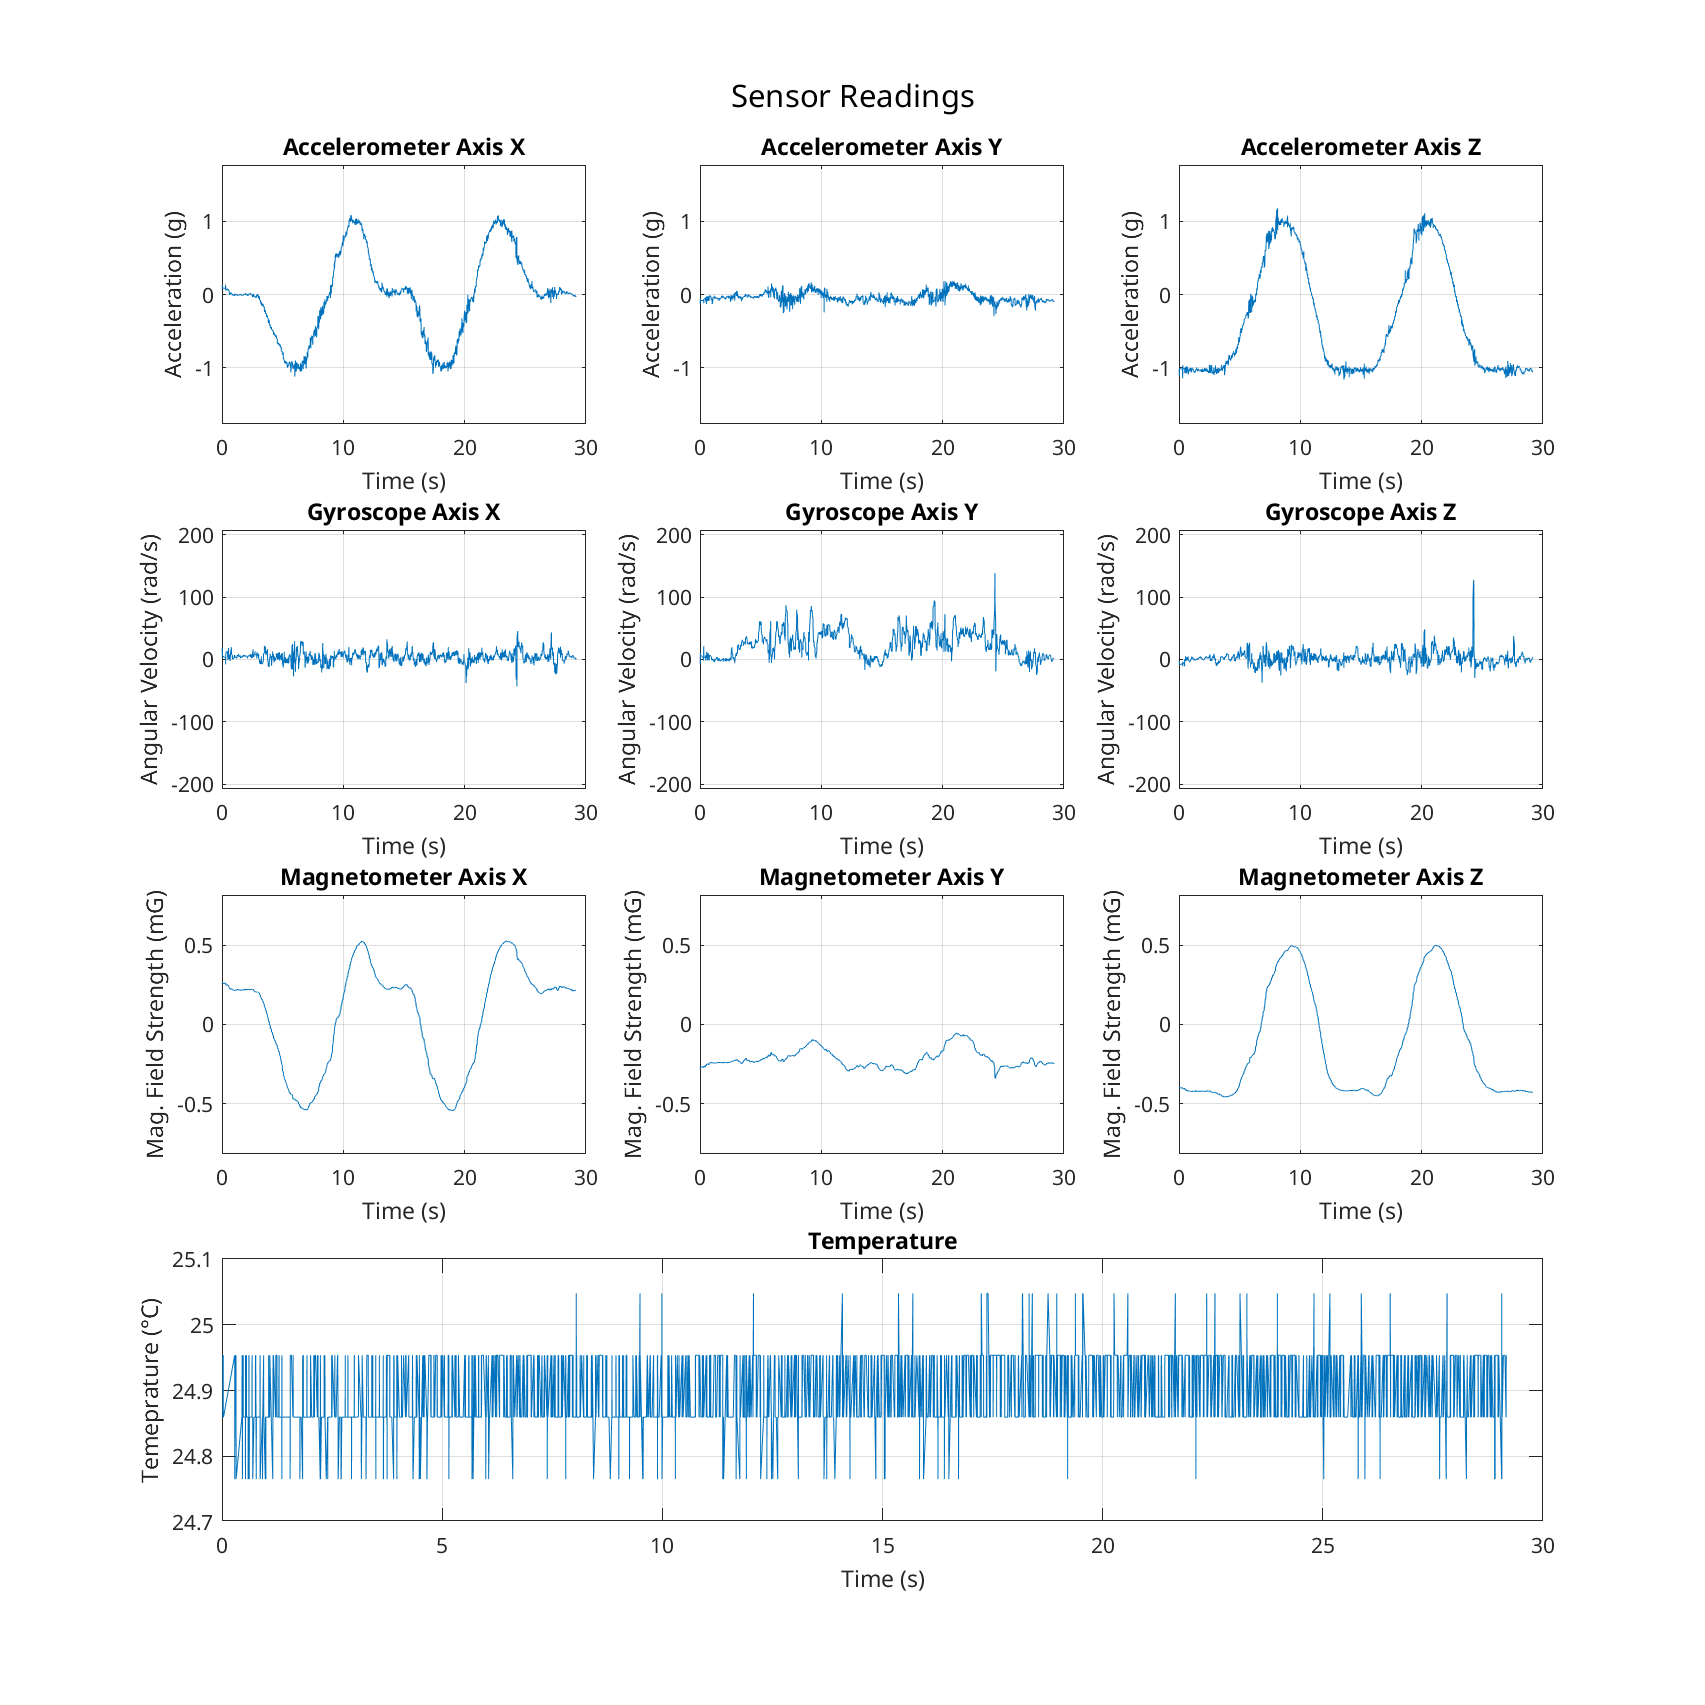 Sensor Readings
Accelerometer Axis X
Acceleration (g)
1
0
-1
0 10 20 30
Time (s)
Accelerometer Axis Y
Acceleration (g)
1
0
-1
0 10 20 30
Time (s)
Accelerometer Axis Z
Acceleration (g)
1
0
-1
0 10 20 30
Time (s)
Gyroscope Axis X
Angular Velocity (rad/s)
200
100
0
-100
-200
0 10 20 30
Time (s)
Gyroscope Axis Y
Angular Velocity (rad/s)
200
100
0
-100
-200
0 10 20 30
Time (s)
Gyroscope Axis Z
Angular Velocity (rad/s)
200
100
0
-100
-200
0 10 20 30
Time (s)
Magnetometer Axis X
Mag. Field Strength (mG)
0.5
0
-0.5
0 10 20 30
Time (s)
Magnetometer Axis Y
Mag. Field Strength (mG)
0.5
0
-0.5
0 10 20 30
Time (s)
Magnetometer Axis Z
Mag. Field Strength (mG)
0.5
0
-0.5
0 10 20 30
Time (s)
Temperature
Temeprature (°C)
25.1
25
24.9
24.8
24.7
0 5 10 15 20 25 30
Time (s)